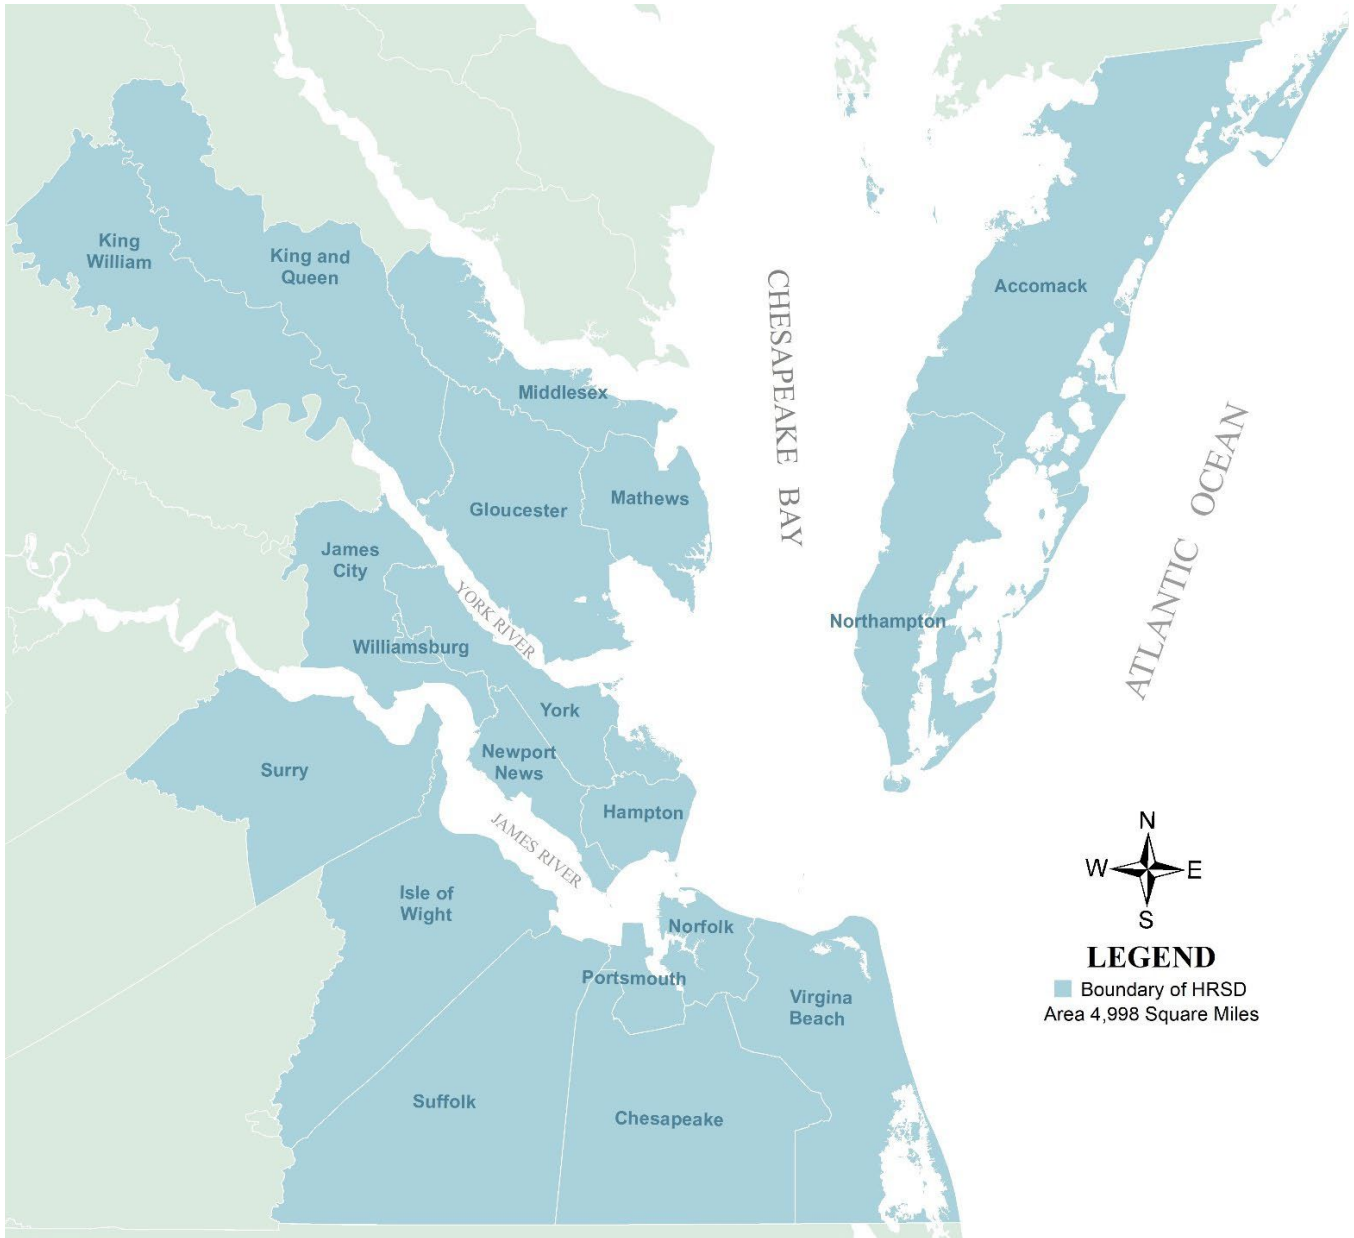 King
William
King and
Queen
Accomack
CHESAPEAKE BAY
Middlesex
Mathews
Gloucester
ATLANTIC OCEAN
James
City
YORK RIVER
Northampton
Williamsburg
York
Newport
News
Surry
Hampton
JAMES RIVER
Isle of
Wight
Norfolk
Portsmouth
Virgina
Beach
Suffolk
Chesapeake
N
W
E
S
LEGEND
Boundary of HRSD
Area 4,998 Square Miles